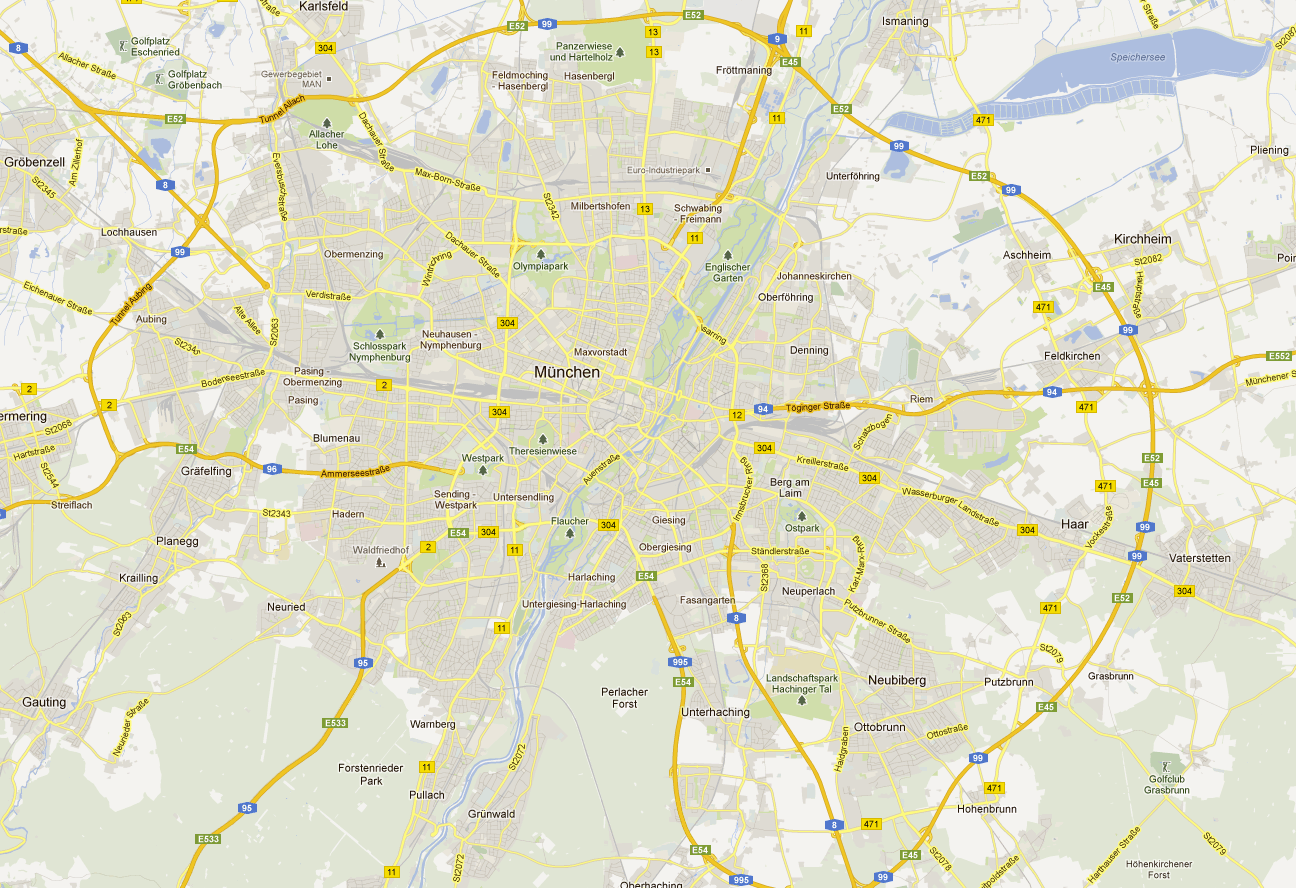 Karlsfeld
Ismaning
E52
99
E52
13
11
8
Golfplatz
Eschenried
304
Panzerwiese
und Hartelholz
13
9
E45
Speichersee
Allacher Straße
Golfplatz
Gröbenbach
Gewerbegebiet
MAN
Feldmoching
- Hasenbergl
Hasenbergl
Fröttmaning
E52
Tunnel Allach
E52
11
471
Allacher
Lohe
Dachauer Straße
99
Gröbenzell
Am Zillerhof
Pliening
St2345
8
Eversbuschstraße
Max-Born-Straße
Euro-Industriepark
Unterföhring
E52
99
St2342
Milbertshofen
13
Schwabing
- Freimann
Lochhausen
11
99
Obermenzing
Dachauer Straße
Wintrichring
Olympiapark
Englischer
Garten
Johanneskirchen
Oberföhring
Aschheim
Kirchheim
St2082
E45
Hauptstraße
Eichenauer Straße
Tunnel Aubing
Verdistraße
471
Aubing
Alte Allee
St2063
304
Neuhausen -
Nymphenburg
Schlosspark
Nymphenburg
99
Maxvorstadt
Denning
Feldkirchen
E552
München
Bodenseestraße
Pasing -
Obermenzing
Pasing
2
2
2
94
Münchener S
Riem
304
12
94
Töginger Straße
471
St2068
Hartstraße
Blumenau
Theresienwiese
Schatzbogen
St2544
E54
Gräfelfing
96
Ammerseestraße
Westpark
Auenstraße
304
Kreillerstraße
304
E52
E45
471
Streiflach
Sending -
Westpark
Untersendling
Innsbrucker Ring
Berg am
Laim
Wasserburger Landstraße
St2343
Hadern
Flaucher
304
Giesing
Ostpark
304
Haar
Vockestraße
99
Planegg
E54
304
2
11
Waldfriedhof
Obergiesing
Ständlerstraße
Karl-Marx-Ring
99
Vaterstetten
Krailling
Harlaching
E54
St2368
Neuperlach
304
Neuried
Untergiesing-Harlaching
Fasangarten
Putzbrunner Straße
E52
471
St2063
11
8
95
995
E54
St2079
Landschaftspark
Hachinger Tal
Neubiberg
Putzbrunn
Grasbrunn
Gauting
Perlacher
Forst
Neurieder Straße
E533
Warnberg
Unterhaching
Ottobrunn
Ottostraße
E45
Haidgraben
99
Forstenrieder
Park
11
St2072
Golfclub
Grasbrunn
Pullach
471
95
Grünwald
Hohenbrunn
E533
8
471
St2072
E54
E45
St2078
Harthauser Straße
St2079
11
995
99
Höhenkirchener
Forst
Oberhaching